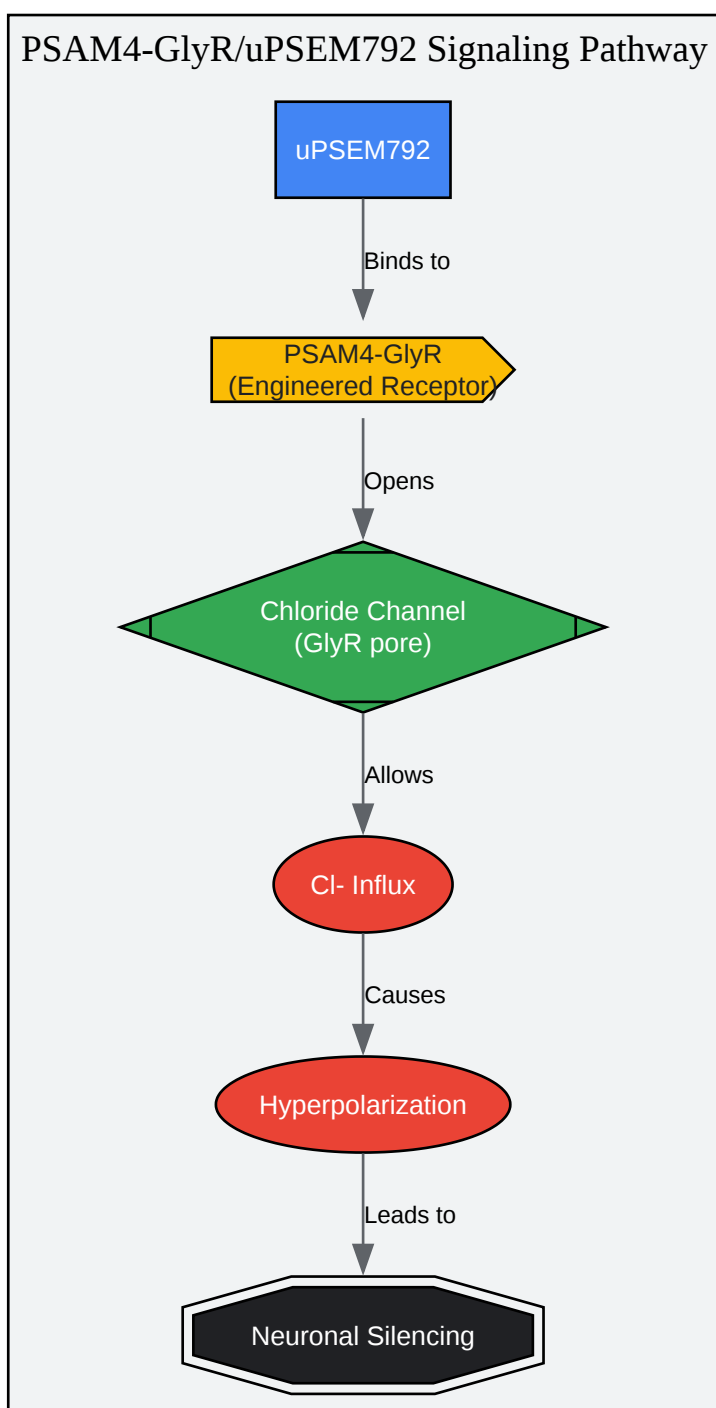 PSAM4-GlyR/uPSEM792 Signaling Pathway
uPSEM792
Binds to
PSAM4-GlyR
(Engineered Receptor)
Opens
Chloride Channel
(GlyR pore)
Allows
Cl- Influx
Causes
Hyperpolarization
Leads to
Neuronal Silencing